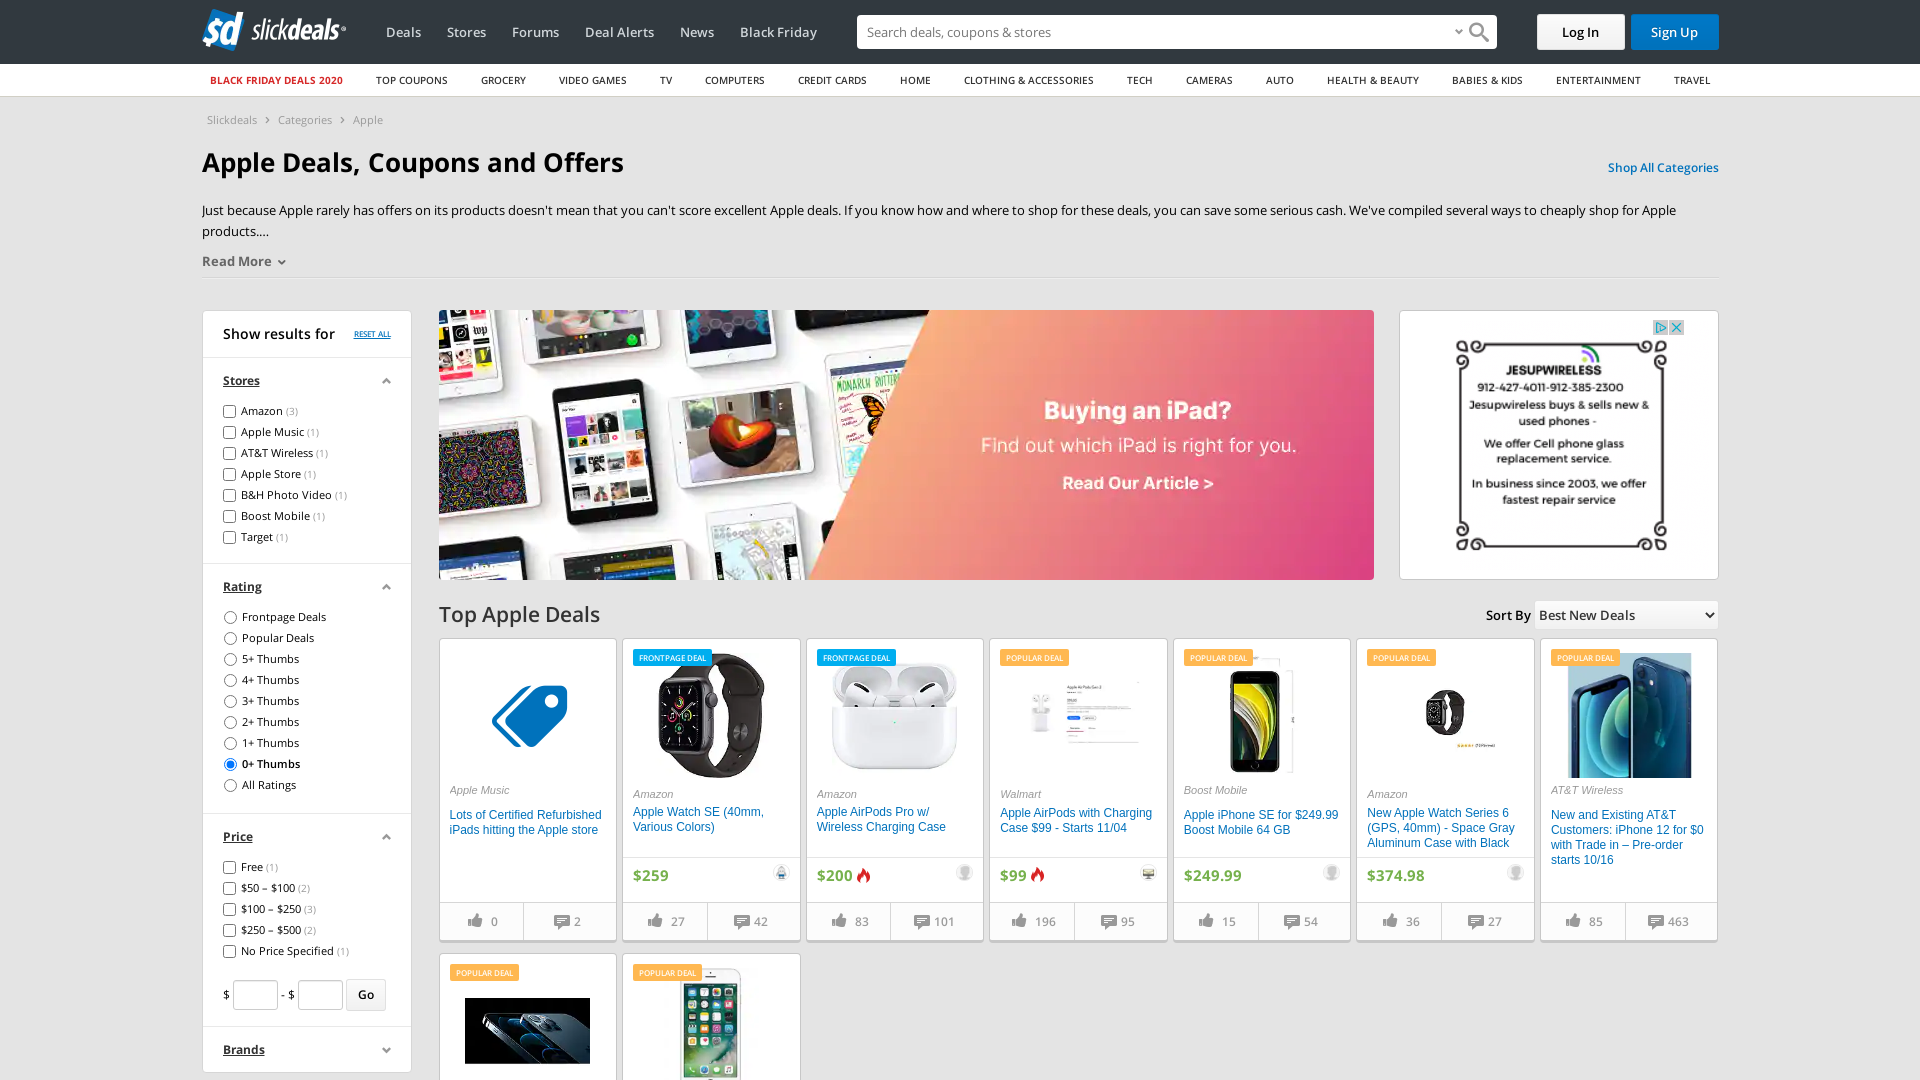 slickdeals
Deals
Stores
Forums
Deal Alerts
News
Black Friday
Search deals, coupons & stores
Log In
Sign Up
BLACK FRIDAY DEALS 2020
TOP COUPONS
GROCERY
VIDEO GAMES
TV
COMPUTERS
CREDIT CARDS
HOME
CLOTHING & ACCESSORIES
TECH
CAMERAS
AUTO
HEALTH & BEAUTY
BABIES & KIDS
ENTERTAINMENT
TRAVEL
Slickdeals > Categories > Apple
Apple Deals, Coupons and Offers
Shop All Categories
Just because Apple rarely has offers on its products doesn't mean that you can't score excellent Apple deals. If you know how and where to shop for these deals, you can save some serious cash. We've compiled several ways to cheaply shop for Apple
products....
Read More
Show results for
RESET ALL
Stores
Amazon (3)
Apple Music (1)
AT&T Wireless (1)
Apple Store (1)
B&H Photo Video (1)
Boost Mobile (1)
Target (1)
Rating
Frontpage Deals
Popular Deals
5+ Thumbs
4+ Thumbs
3+ Thumbs
2+ Thumbs
1+ Thumbs
0+ Thumbs
All Ratings
Price
Free (1)
$50 – $100 (2)
$100 – $250 (3)
$250 – $500 (2)
No Price Specified (1)
$ - $ Go
Brands
MONARCH BUTTER
Buying an iPad?
Find out which iPad is right for you.
Read Our Article >
JESUPWIRELESS
912-427-4011-912-385-2300
Jesupwireless buys & sells new &
used phones -
We offer Cell phone glass
replacement service.
In business since 2003, we offer
fastest repair service
Top Apple Deals
Sort By Best New Deals
Apple Music
Lots of Certified Refurbished
iPads hitting the Apple store
0
2
FRONTPAGE DEAL
Amazon
Apple Watch SE (40mm,
Various Colors)
$259
27
42
FRONTPAGE DEAL
Amazon
Apple AirPods Pro w/
Wireless Charging Case
$200
83
101
POPULAR DEAL
Walmart
Apple AirPods with Charging
Case $99 - Starts 11/04
$99
196
95
POPULAR DEAL
Boost Mobile
Apple iPhone SE for $249.99
Boost Mobile 64 GB
$249.99
15
54
POPULAR DEAL
Amazon
New Apple Watch Series 6
(GPS, 40mm) - Space Gray
Aluminum Case with Black
$374.98
36
27
POPULAR DEAL
AT&T Wireless
New and Existing AT&T
Customers: iPhone 12 for $0
with Trade in – Pre-order
starts 10/16
85
463
POPULAR DEAL
POPULAR DEAL